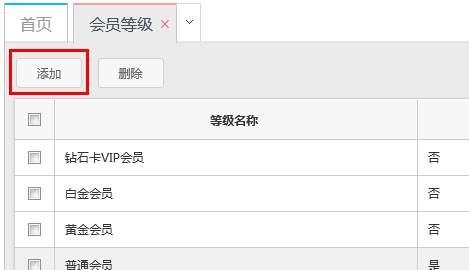 首页 会员等级 ×
添加 删除
等级名称
钻石卡VIP会员 否
白金会员 否
黄金会员 否
普通会员 是